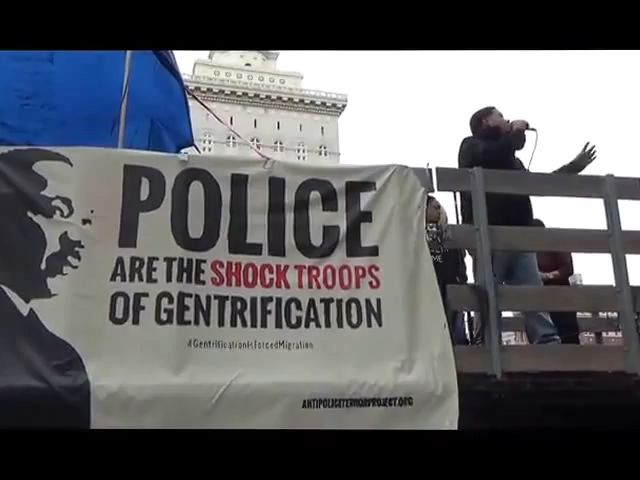 POLICE
ARE THE SHOCK TROOPS
OF GENTRIFICATION
#GentrificationIsForcedMigration
ANTIPOLICETERRORPROJECT.ORG